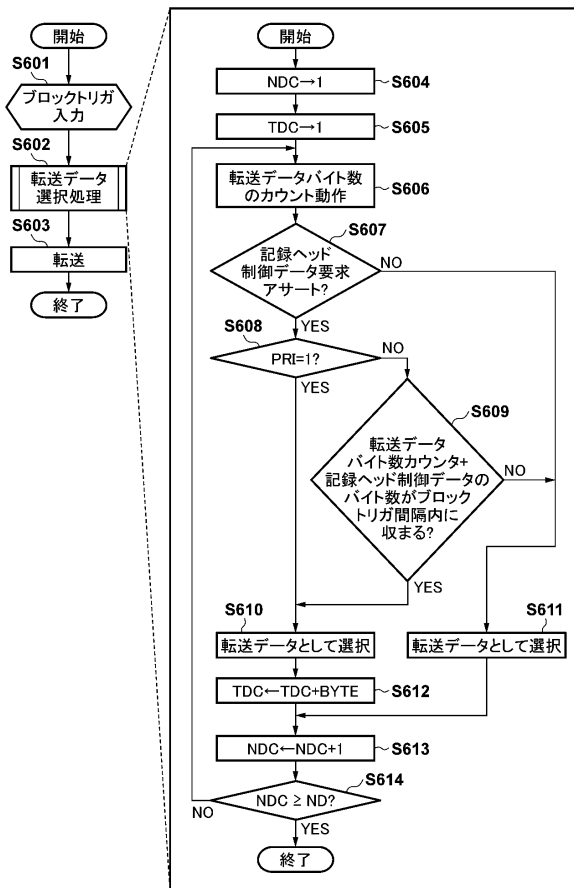 開始
S601
ブロックトリガ
入力
S602
転送データ
選択処理
S603
転送
終了
開始
NDC→1
S604
TDC→1
S605
転送データバイト数
のカウント動作
S606
S607
記録ヘッド
制御データ要求
アサート?
NO
YES
S608
PRI=1?
NO
YES
S609
転送データ
バイト数カウンタ+
記録ヘッド制御データの
バイト数がブロック
トリガ間隔内に
収まる?
NO
YES
S610
転送データとして選択
S611
転送データとして選択
TDC←TDC+BYTE
S612
NDC←NDC+1
S613
S614
NDC ≥ ND?
NO
YES
終了